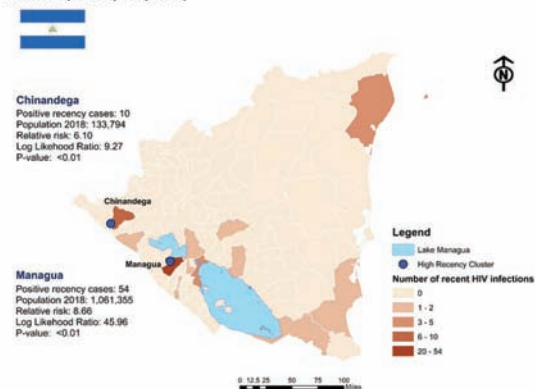 Chinandega
Positive recency cases: 10
Population 2018: 133,794
Relative risk: 6.10
Log Likehood Ratio: 9.27
P-value: <0.01
Chinandega
Managua
Managua
Positive recency cases: 54
Population 2018: 1,061,355
Relative risk: 8.66
Log Likehood Ratio: 45.96
P-value: <0.01
N
Legend
Lake Managua
High Recency Cluster
Number of recent HIV infections
0
1 - 2
3 - 5
6 - 10
20 - 54
0 12.5 25 50 75 100
Miles